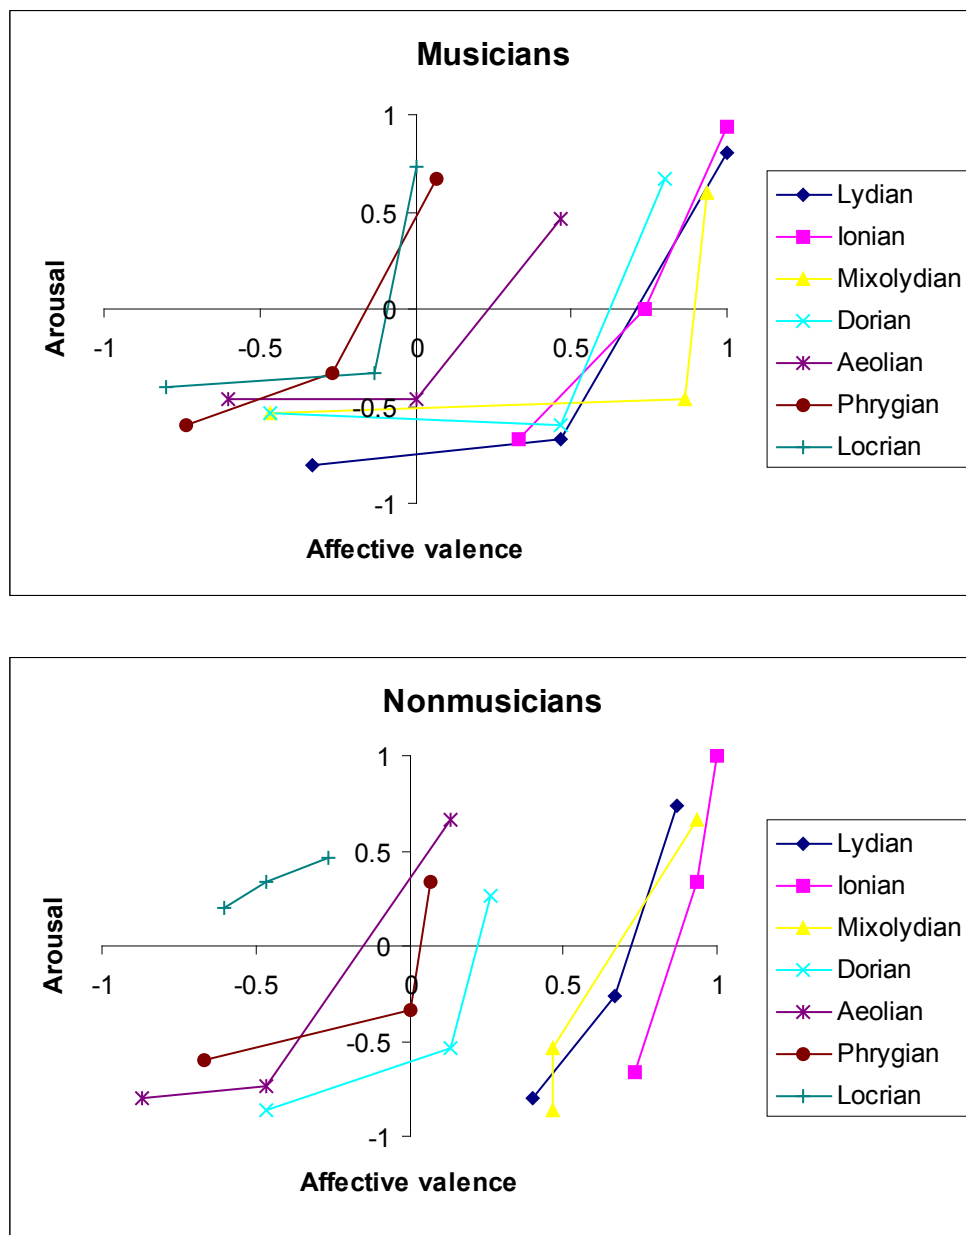 Musicians
1
0.5
0
-0.5
-1
-1
-0.5
0
0.5
1
Arousal
Affective valence
Lydian
Ionian
Mixolydian
Dorian
Aeolian
Phrygian
Locrian
Nonmusicians
1
0.5
0
-0.5
-1
-1
-0.5
0
0.5
1
Arousal
Affective valence
Lydian
Ionian
Mixolydian
Dorian
Aeolian
Phrygian
Locrian